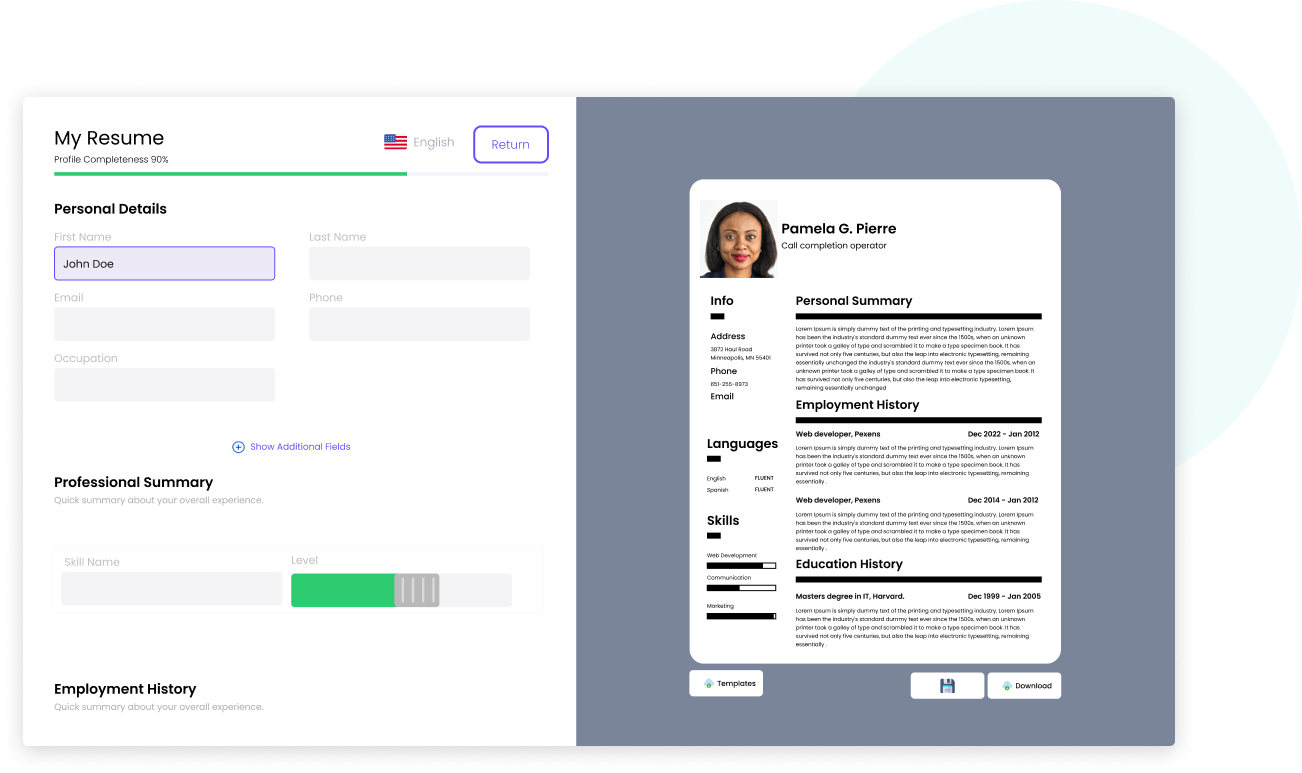 My Resume
English
Return
Profile Completeness 90%
Personal Details
First Name
Last Name
John Doe
Email
Phone
Occupation
Show Additional Fields
Professional Summary
Quick summary about your overall experience.
Skill Name
Level
Employment History
Quick summary about your overall experience.
Pamela G. Pierre
Call completion operator
Info
Address
3872 Haul Road
Minneapolis, MN 55401
Phone
651-255-8973
Email
Languages
English FLUENT
Spanish FLUENT
Skills
Web Development
Communication
Marketing
Personal Summary
Lorem Ipsum is simply dummy text of the printing and typesetting industry. Lorem Ipsum
has been the industry's standard dummy text ever since the 1500s, when an unknown
printer took a galley of type and scrambled it to make a type specimen book. It has
survived not only five centuries, but also the leap into electronic typesetting, remaining
essentially unchanged the industry's standard dummy text ever since the 1500s, when an
unknown printer took a galley of type and scrambled it to make a type specimen book. It
has survived not only five centuries, but also the leap into electronic typesetting,
remaining essentially unchanged
Employment History
Web developer, Pexens Dec 2022 - Jan 2012
Lorem Ipsum is simply dummy text of the printing and typesetting industry. Lorem Ipsum
has been the industry's standard dummy text ever since the 1500s, when an unknown
printer took a galley of type and scrambled it to make a type specimen book. It has
survived not only five centuries, but also the leap into electronic typesetting, remaining
essentially .
Web developer, Pexens Dec 2014 - Jan 2012
Lorem Ipsum is simply dummy text of the printing and typesetting industry. Lorem Ipsum
has been the industry's standard dummy text ever since the 1500s, when an unknown
printer took a galley of type and scrambled it to make a type specimen book. It has
survived not only five centuries, but also the leap into electronic typesetting, remaining
essentially .
Education History
Masters degree in IT, Harvard. Dec 1999 - Jan 2005
Lorem Ipsum is simply dummy text of the printing and typesetting industry. Lorem Ipsum
has been the industry's standard dummy text ever since the 1500s, when an unknown
printer took a galley of type and scrambled it to make a type specimen book. It has
survived not only five centuries, but also the leap into electronic typesetting, remaining
essentially .
Templates
Download